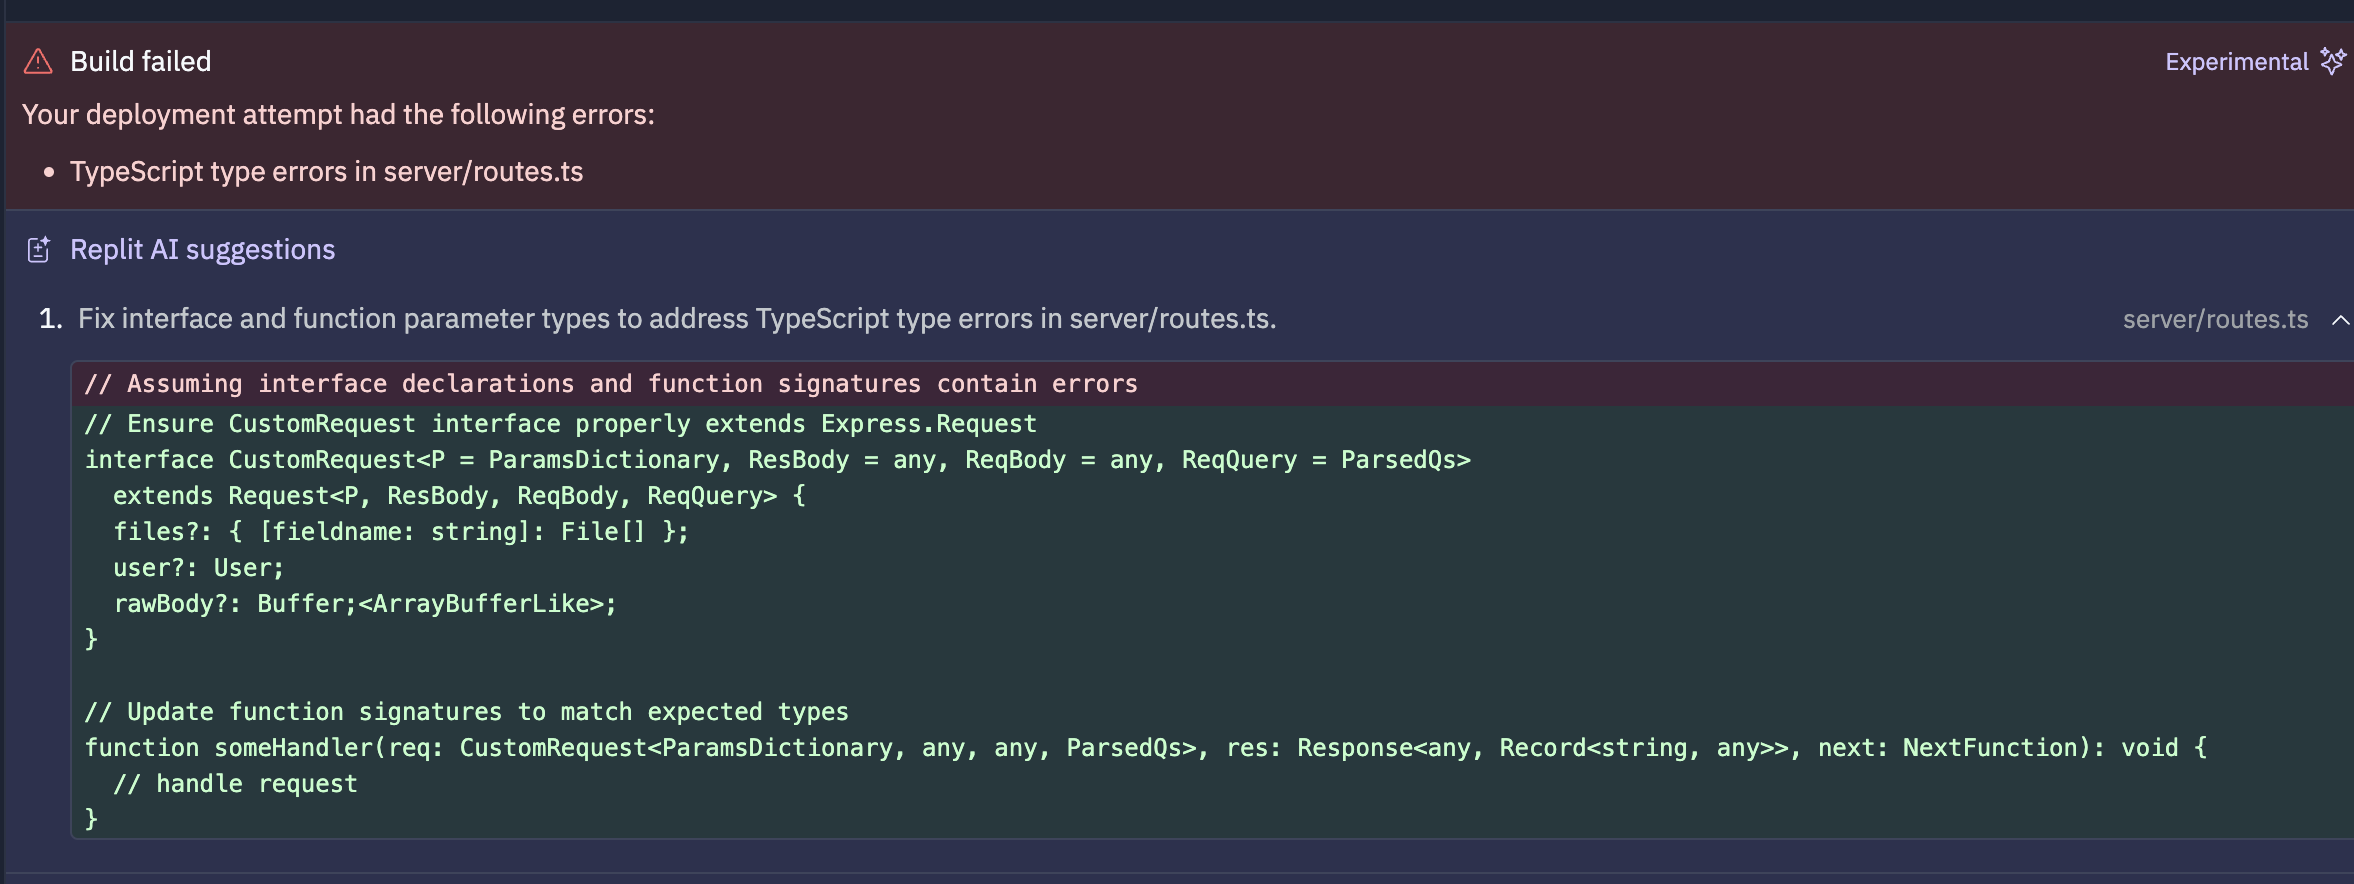 Build failed
Experimental
Your deployment attempt had the following errors:
• TypeScript type errors in server/routes.ts
Replit AI suggestions
1. Fix interface and function parameter types to address TypeScript type errors in server/routes.ts.
server/routes.ts
// Assuming interface declarations and function signatures contain errors
// Ensure CustomRequest interface properly extends Express.Request
interface CustomRequest<P = ParamsDictionary, ResBody = any, ReqBody = any, ReqQuery = ParsedQs>
  extends Request<P, ResBody, ReqBody, ReqQuery> {
  files?: { [fieldname: string]: File[] };
  user?: User;
  rawBody?: Buffer;<ArrayBufferLike>;
}

// Update function signatures to match expected types
function someHandler(req: CustomRequest<ParamsDictionary, any, any, ParsedQs>, res: Response<any, Record<string, any>>, next: NextFunction): void {
  // handle request
}